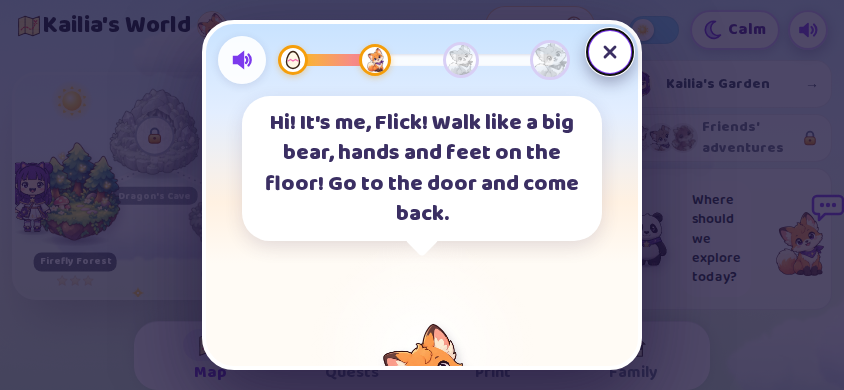 Kailia's World
Calm
Hi! It's me, Flick! Walk like a big
bear, hands and feet on the
floor! Go to the door and come
back.
Kailia's Garden
→
Friends'
adventures
Dragon's Cave
Firefly Forest
Where
should
we
explore
today?
Map
Quests
Print
Family